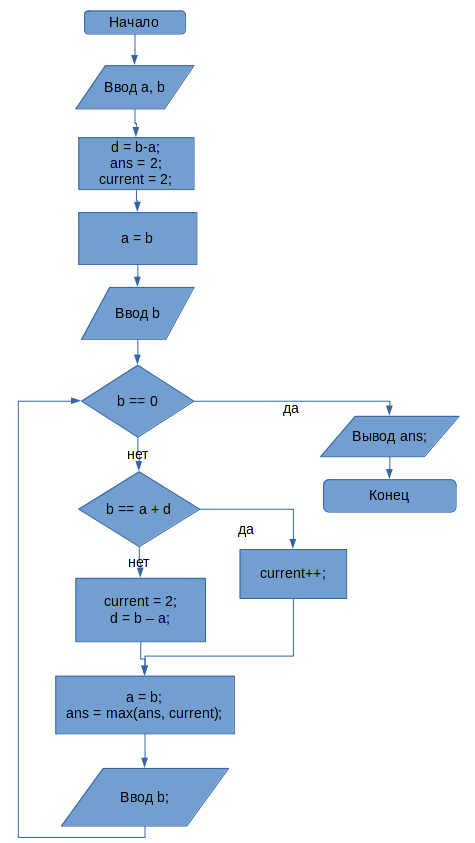 Начало
Ввод a, b
d = b-a;
ans = 2;
current = 2;
a = b
Ввод b
b == 0
да
Вывод ans;
нет
Конец
b == a + d
да
нет
current++;
current = 2;
d = b – a;
a = b;
ans = max(ans, current);
Ввод b;